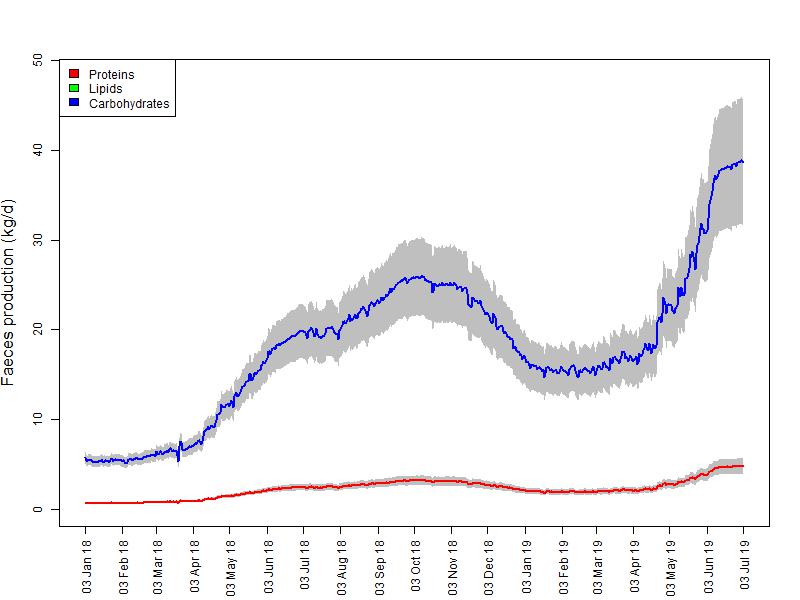 Proteins
Lipids
Carbohydrates
Faeces production (kg/d)
50
40
30
20
10
0
03 Jan 18
03 Feb 18
03 Mar 18
03 Apr 18
03 May 18
03 Jun 18
03 Jul 18
03 Aug 18
03 Sep 18
03 Oct 18
03 Nov 18
03 Dec 18
03 Jan 19
03 Feb 19
03 Mar 19
03 Apr 19
03 May 19
03 Jun 19
03 Jul 19